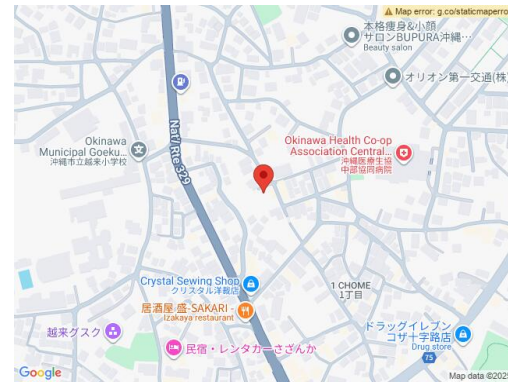 Map error: g.co/staticmaperro
本格痩身&小顔
サロンBUPURA沖縄…
Beauty salon
オリオン第一交通(株)
Nat'l Rte 329
Okinawa
Municipal Goeku...
沖縄市立越来小学校
Okinawa Health Co-op
Association Central...
沖縄医療生協
中部協同病院
Crystal Sewing Shop
クリスタル洋裁店
1 CHOME
1丁目
居酒屋 盛-SAKARI -
Izakaya restaurant
越来グスク
民宿・レンタカーさざんか
ドラッグイレブン
コザ十字路店
Drug store
75
Google
Map data ©2025